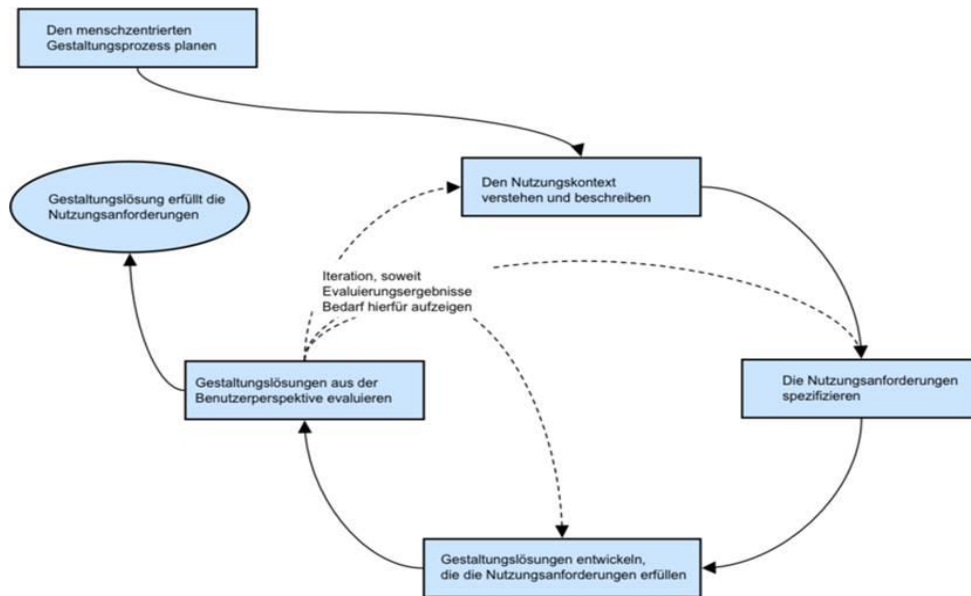 Den menschzentrierten
Gestaltungsprozess planen
Den Nutzungskontext
verstehen und beschreiben
Gestaltungslösung erfüllt die
Nutzungsanforderungen
Iteration, soweit
Evaluierungsergebnisse
Bedarf hierfür aufzeigen
Gestaltungslösungen aus der
Benutzerperspektive evaluieren
Die Nutzungsanforderungen
spezifizieren
Gestaltungslösungen entwickeln,
die die Nutzungsanforderungen erfüllen